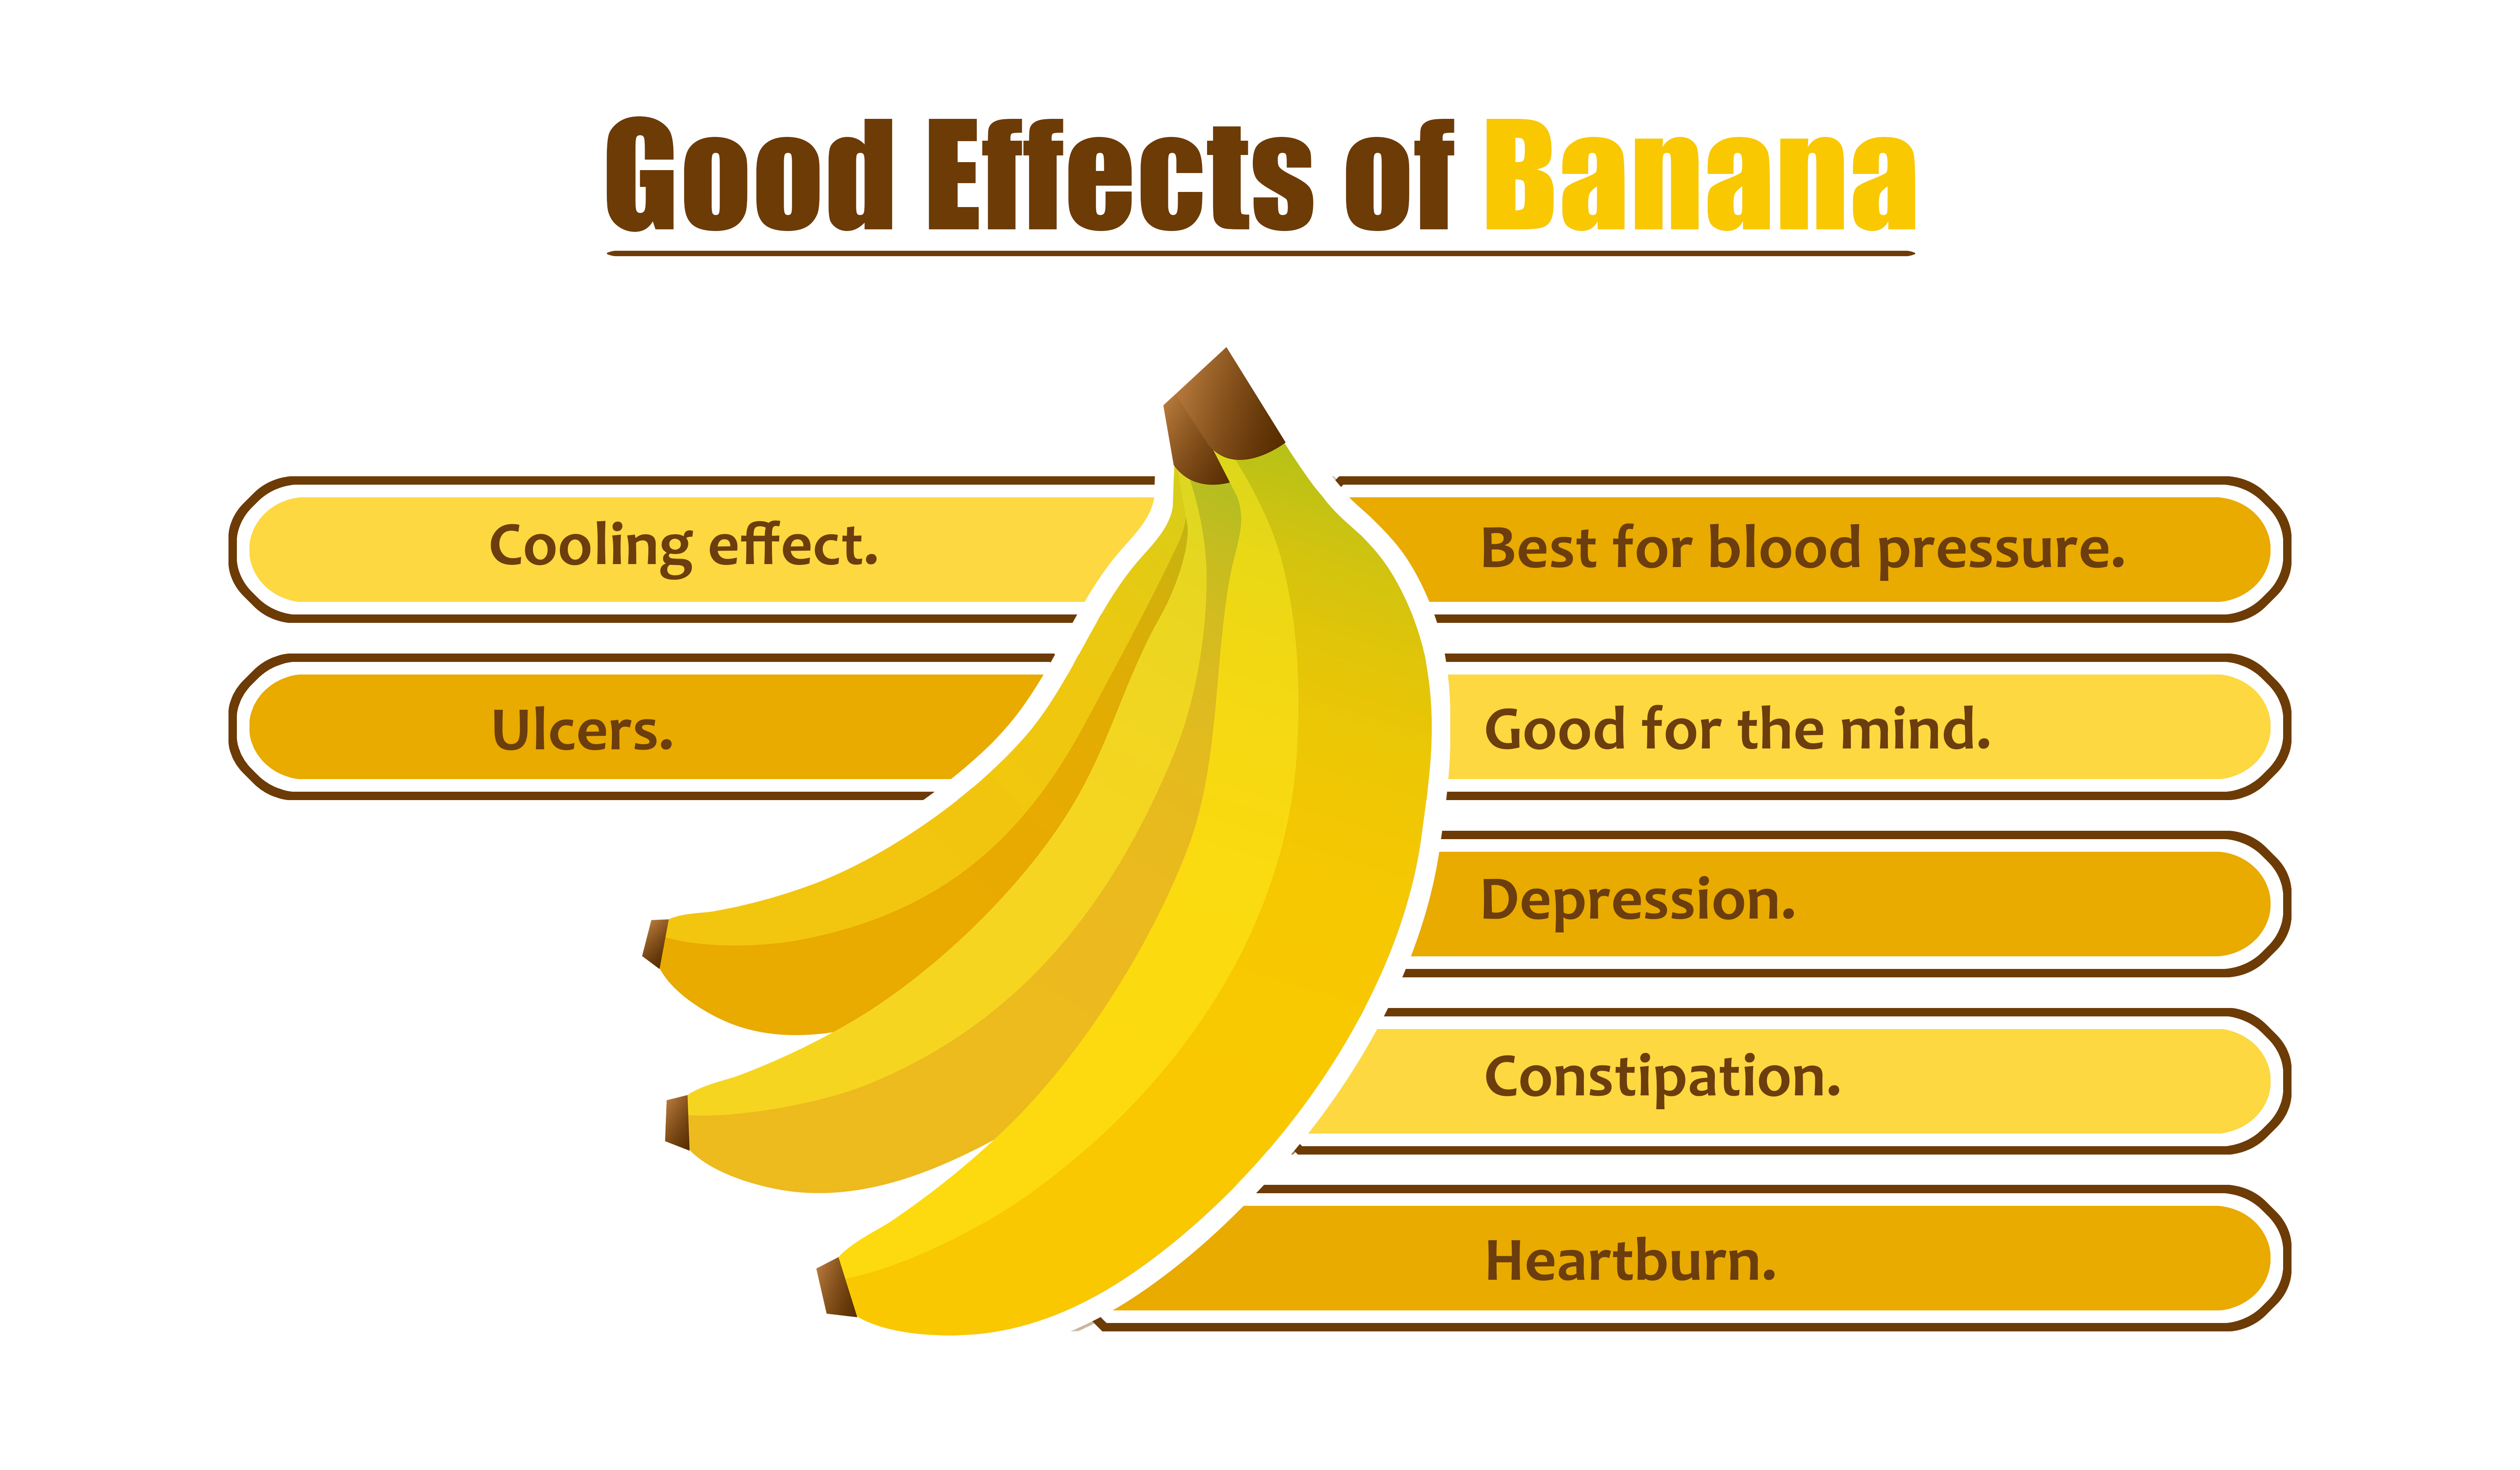 Good Effects of Banana
Cooling effect.
Ulcers.
Best for blood pressure.
Good for the mind.
Depression.
Constipation.
Heartburn.